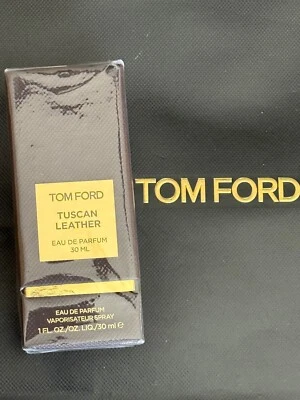 TOM FORD
TUSCAN
LEATHER
EAU DE PARFUM
30 ML
EAU DE PARFUM
VAPORISATEUR SPRAY
1 FL.OZ./OZ.LIQ./30 ml ℮
TOM FORD